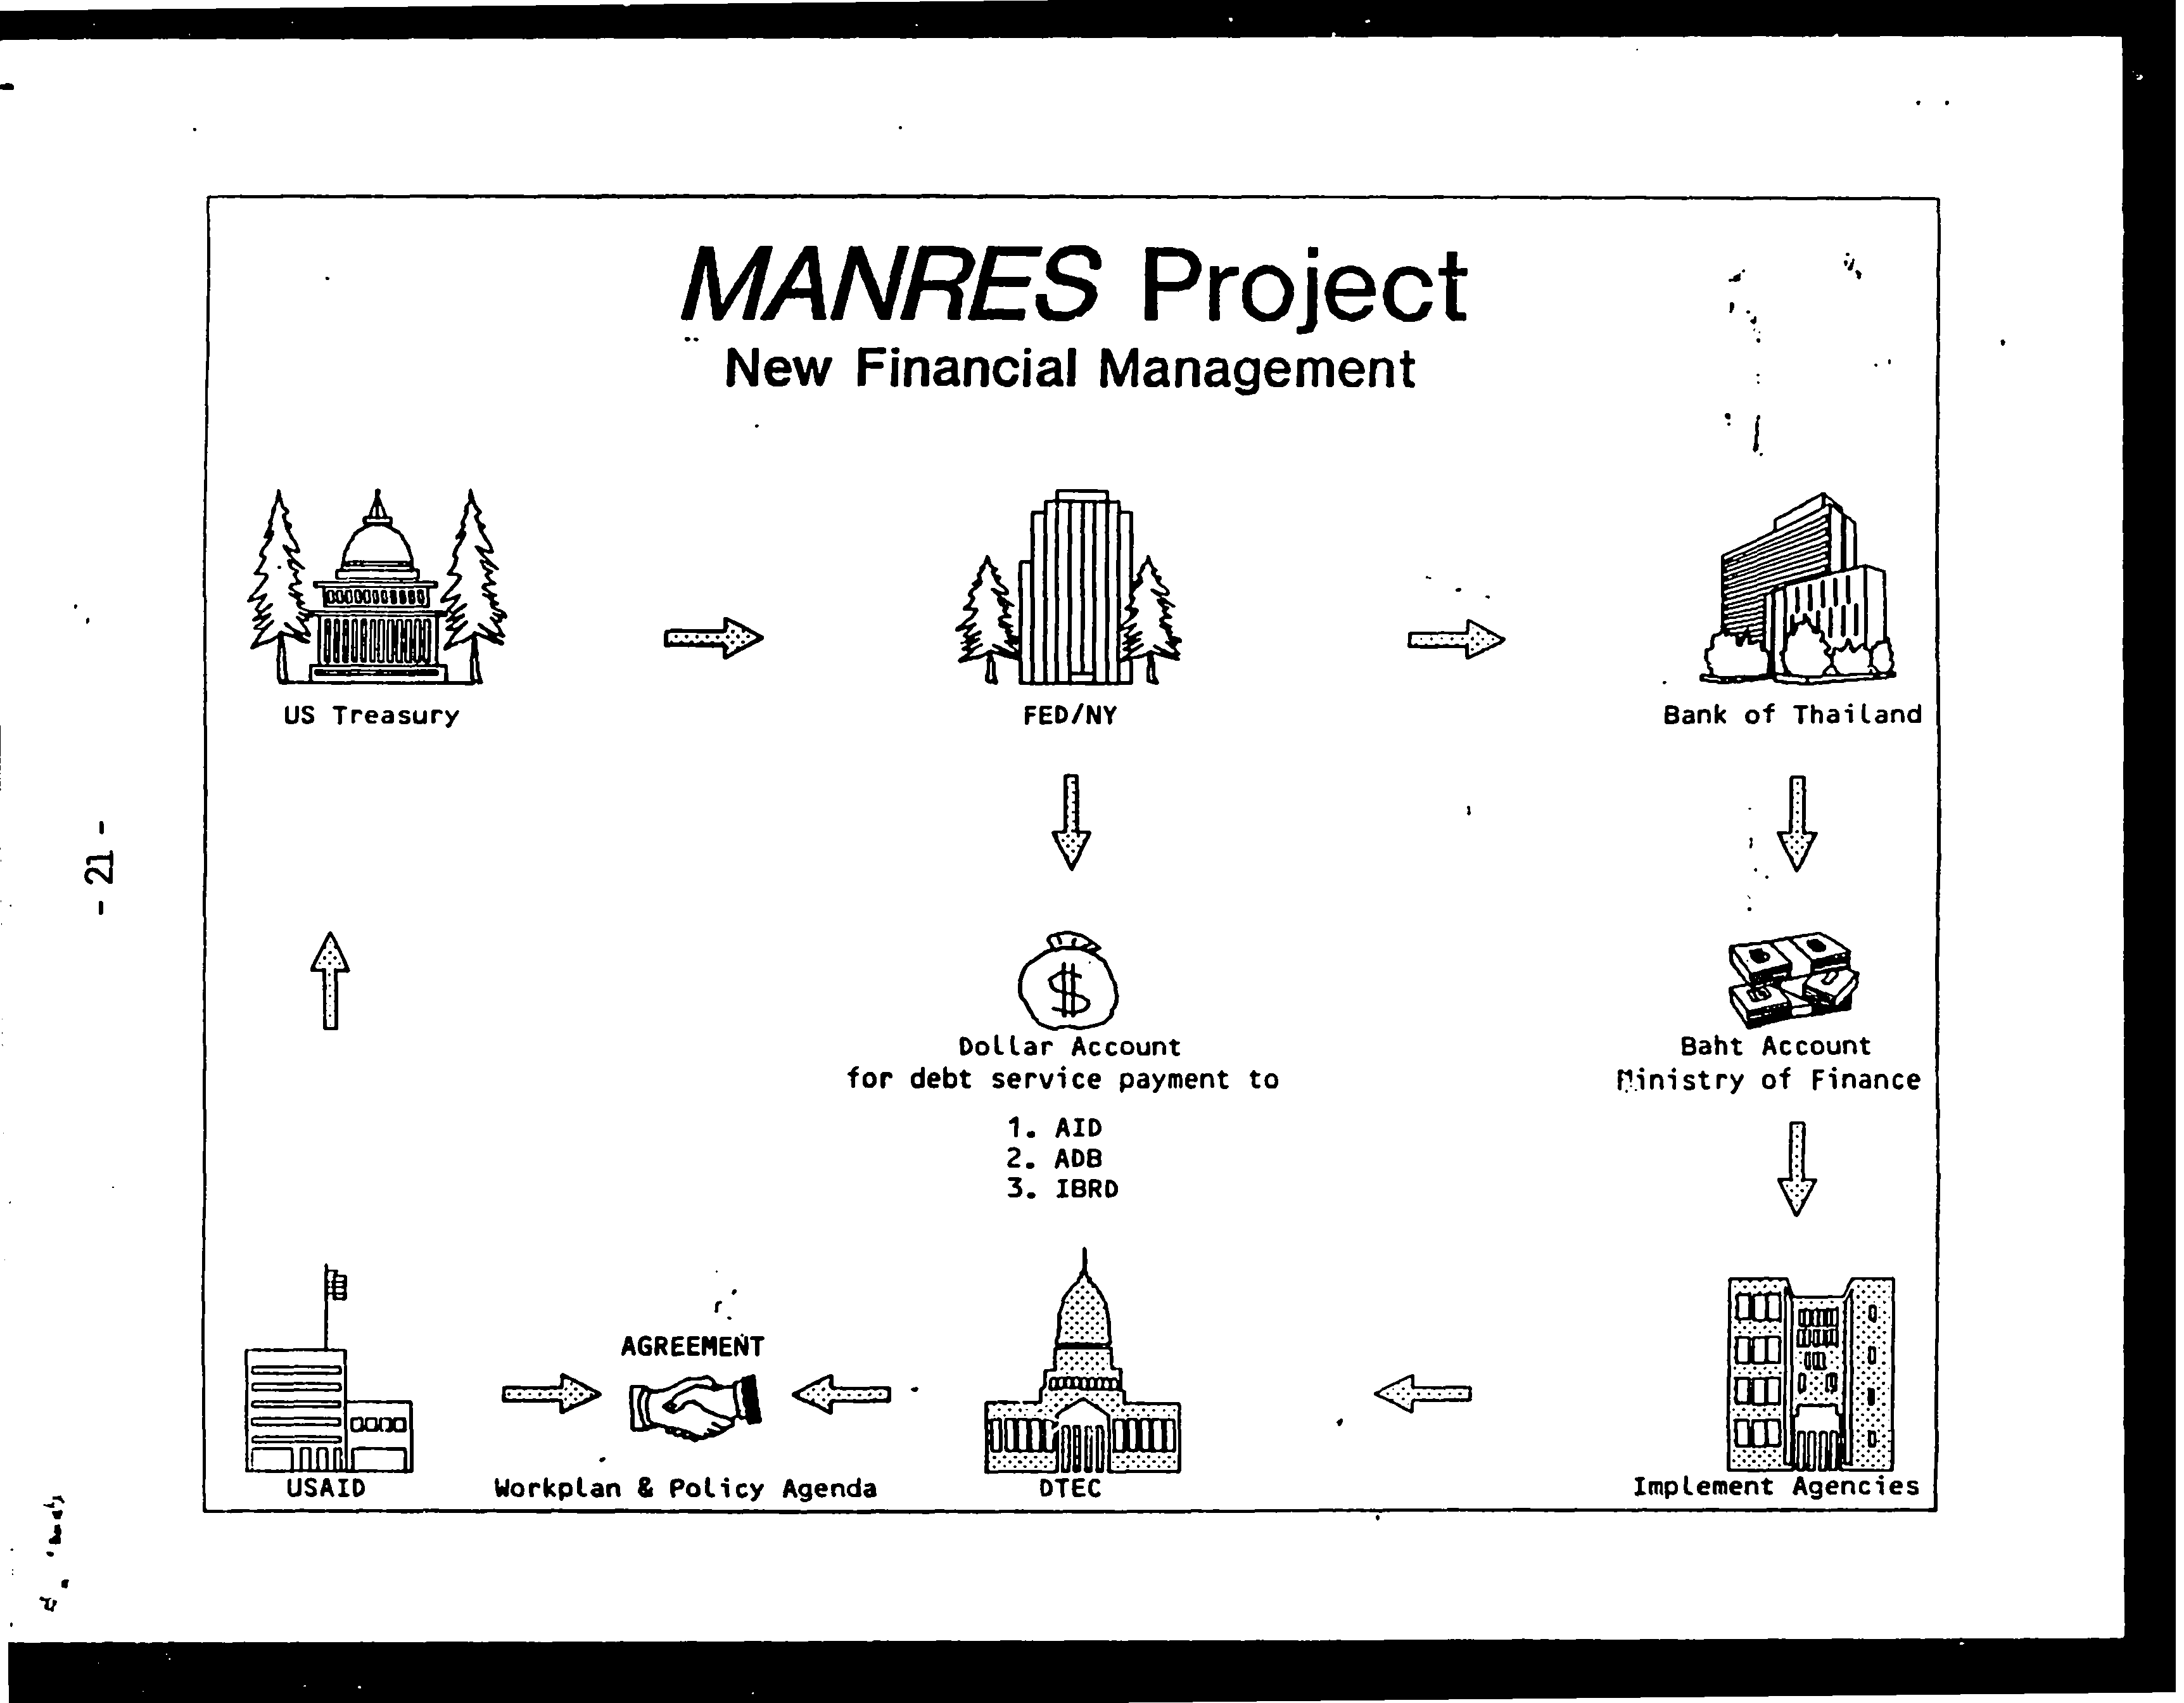 MANRES Project
New Financial Management
US Treasury
FED/NY
Bank of Thailand
- 21 -
$
Dollar Account
for debt service payment to
1. AID
2. ADB
3. IBRD
Baht Account
Ministry of Finance
AGREEMENT
USAID
Workplan & Policy Agenda
DTEC
Implement Agencies